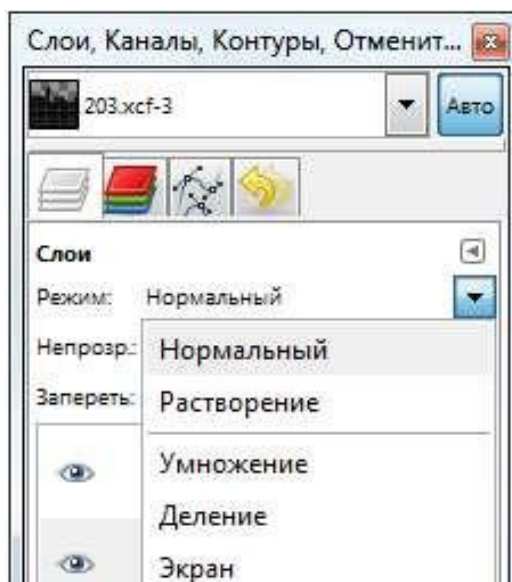 Слои, Каналы, Контуры, Отменит...
203.xcf-3
Авто
Слои
Режим: Нормальный
Непрозр.:
Нормальный
Запереть:
Растворение
Умножение
Деление
Экран